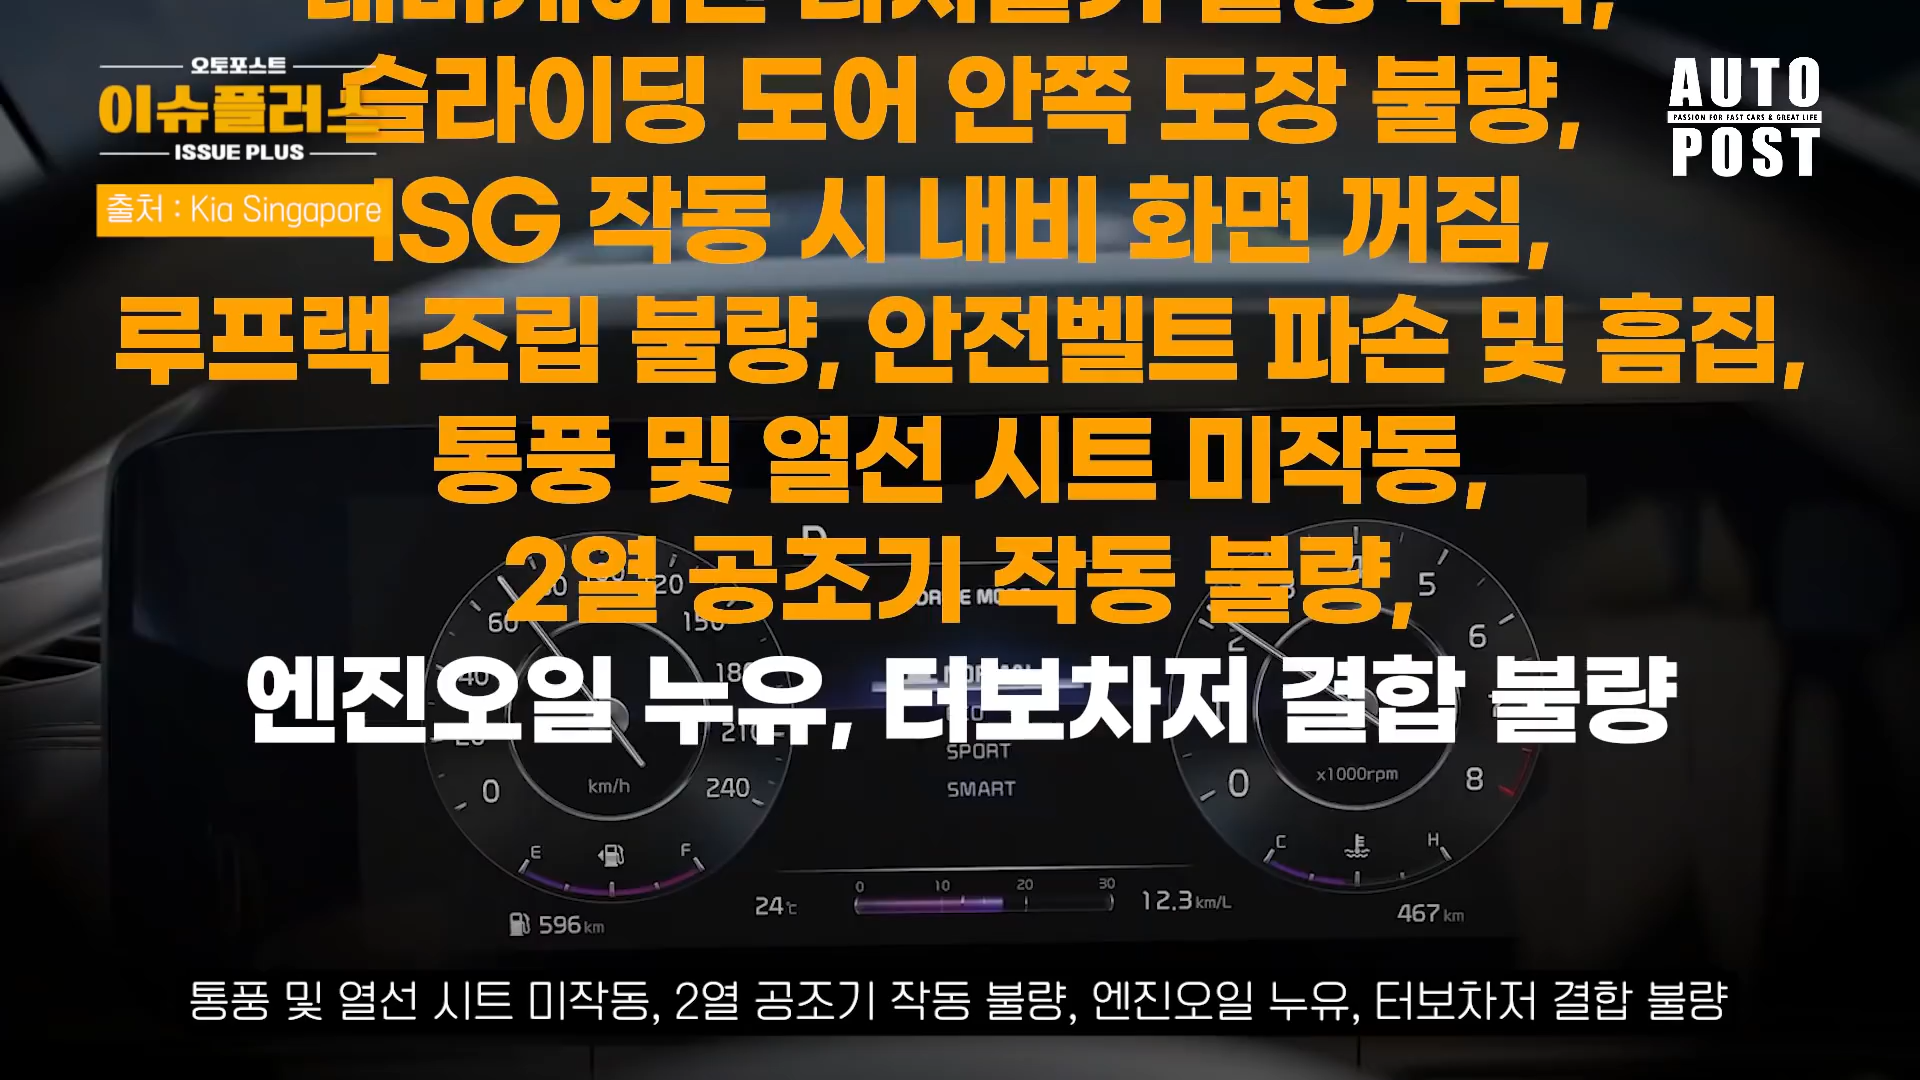 오토포스트
이슈플러스
ISSUE PLUS
출처 : Kia Singapore
AUTO
PASSION FOR FAST CARS & GREAT LIFE
POST
슬라이딩 도어 안쪽 도장 불량,
ISG 작동 시 내비 화면 꺼짐,
루프랙 조립 불량, 안전벨트 파손 및 흠집,
통풍 및 열선 시트 미작동,
2열 공조기 작동 불량,
엔진오일 누유, 터보차저 결합 불량
DRIVE MODE
SPORT
SMART
60
120
150
180
210
240
0
km/h
E
F
596 km
24℃
0 10 20 30
12.3 km/L
5
6
8
0
x1000rpm
C
H
467 km
통풍 및 열선 시트 미작동, 2열 공조기 작동 불량, 엔진오일 누유, 터보차저 결합 불량